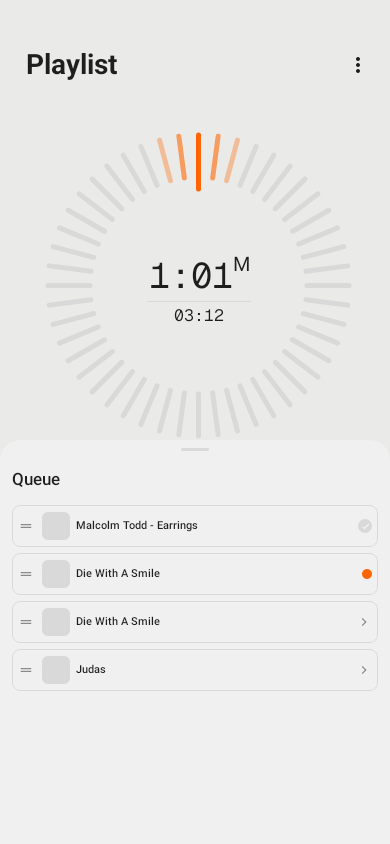 Playlist
1:01M
03:12
Queue
Malcolm Todd - Earrings
Die With A Smile
Die With A Smile
Judas